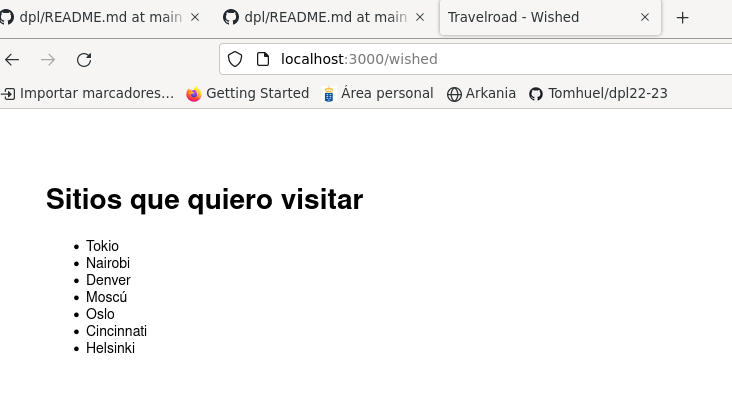 dpl/README.md at main
dpl/README.md at main
Travelroad - Wished
localhost:3000/wished
Importar marcadores...
Getting Started
Área personal
Arkania
Tomhuel/dpl22-23
Sitios que quiero visitar
Tokio
Nairobi
Denver
Moscú
Oslo
Cincinnati
Helsinki